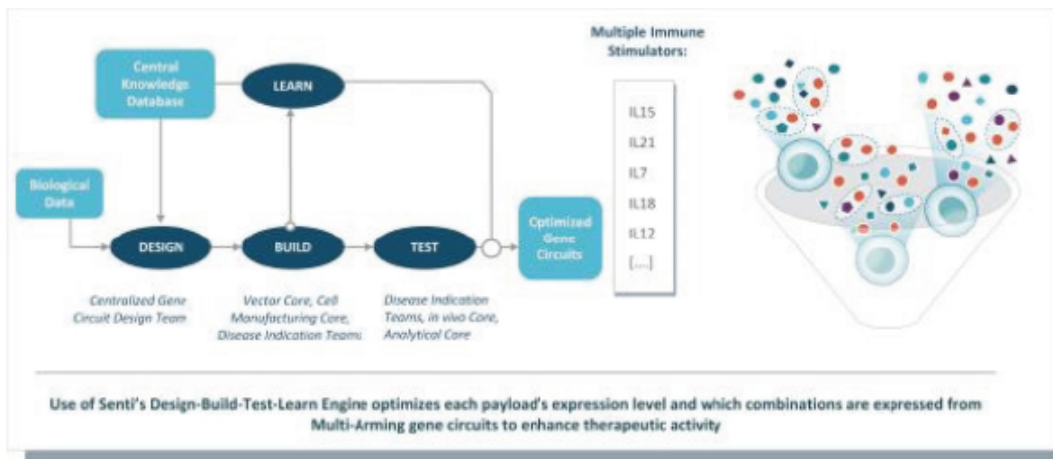 Central
Knowledge
Database
LEARN
Biological
Data
DESIGN
BUILD
TEST
Optimized
Gene
Circuits
Centralized Gene
Circuit Design Team
Vector Core, Cell
Manufacturing Core,
Disease Indication Teams
Disease Indication
Teams, in vivo Core,
Analytical Core
Multiple Immune
Stimulators:
IL15
IL21
IL7
IL18
IL12
[....]
Use of Senti's Design-Build-Test-Learn Engine optimizes each payload's expression level and which combinations are expressed from
Multi-Arming gene circuits to enhance therapeutic activity